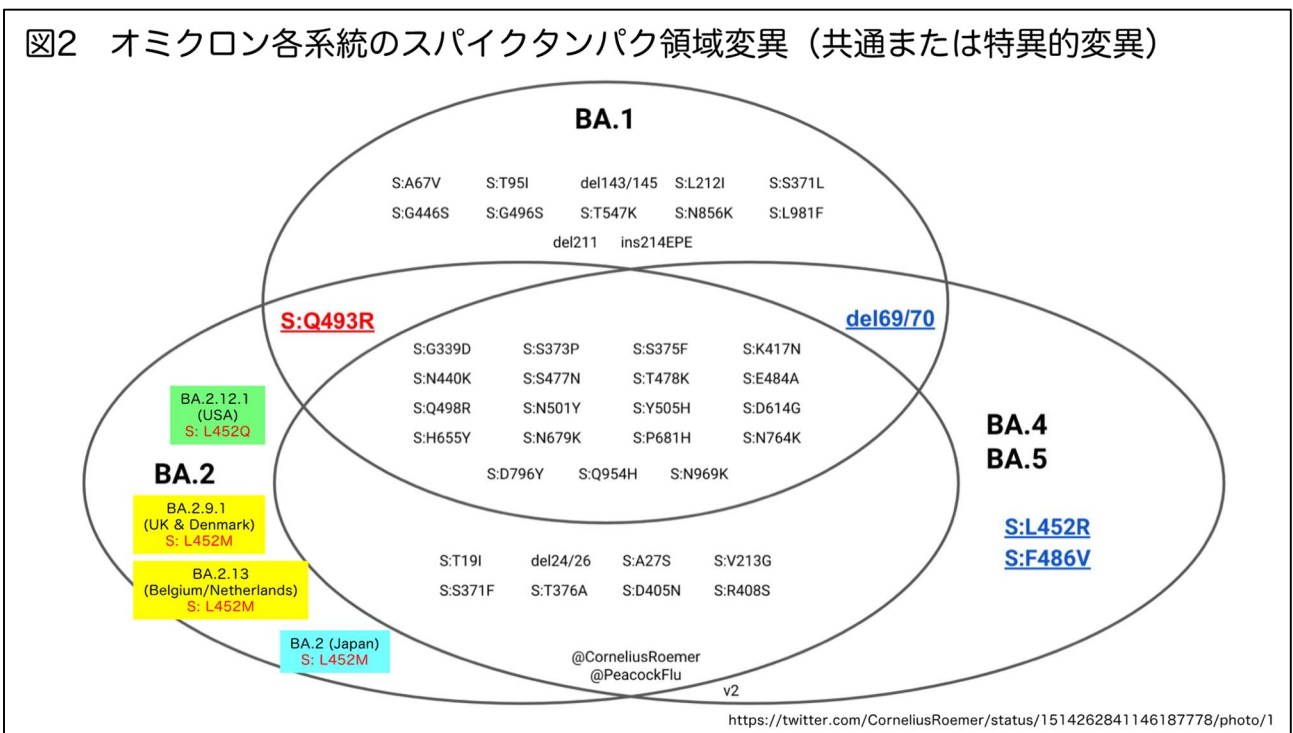 図2　オミクロン各系統のスパイクタンパク領域変異（共通または特異的変異）
BA.1
S:A67V S:T95I del143/145 S:L212I S:S371L
S:G446S S:G496S S:T547K S:N856K S:L981F
del211 ins214EPE
S:Q493R
del69/70
S:G339D S:S373P S:S375F S:K417N
S:N440K S:S477N S:T478K S:E484A
S:Q498R S:N501Y S:Y505H S:D614G
S:H655Y S:N679K S:P681H S:N764K
S:D796Y S:Q954H S:N969K
BA.2.12.1
(USA)
S: L452Q
BA.2
BA.2.9.1
(UK & Denmark)
S: L452M
BA.2.13
(Belgium/Netherlands)
S: L452M
BA.2 (Japan)
S: L452M
BA.4
BA.5
S:L452R
S:F486V
S:T19I del24/26 S:A27S S:V213G
S:S371F S:T376A S:D405N S:R408S
@CorneliusRoemer
@PeacockFlu
v2
https://twitter.com/CorneliusRoemer/status/1514262841146187778/photo/1